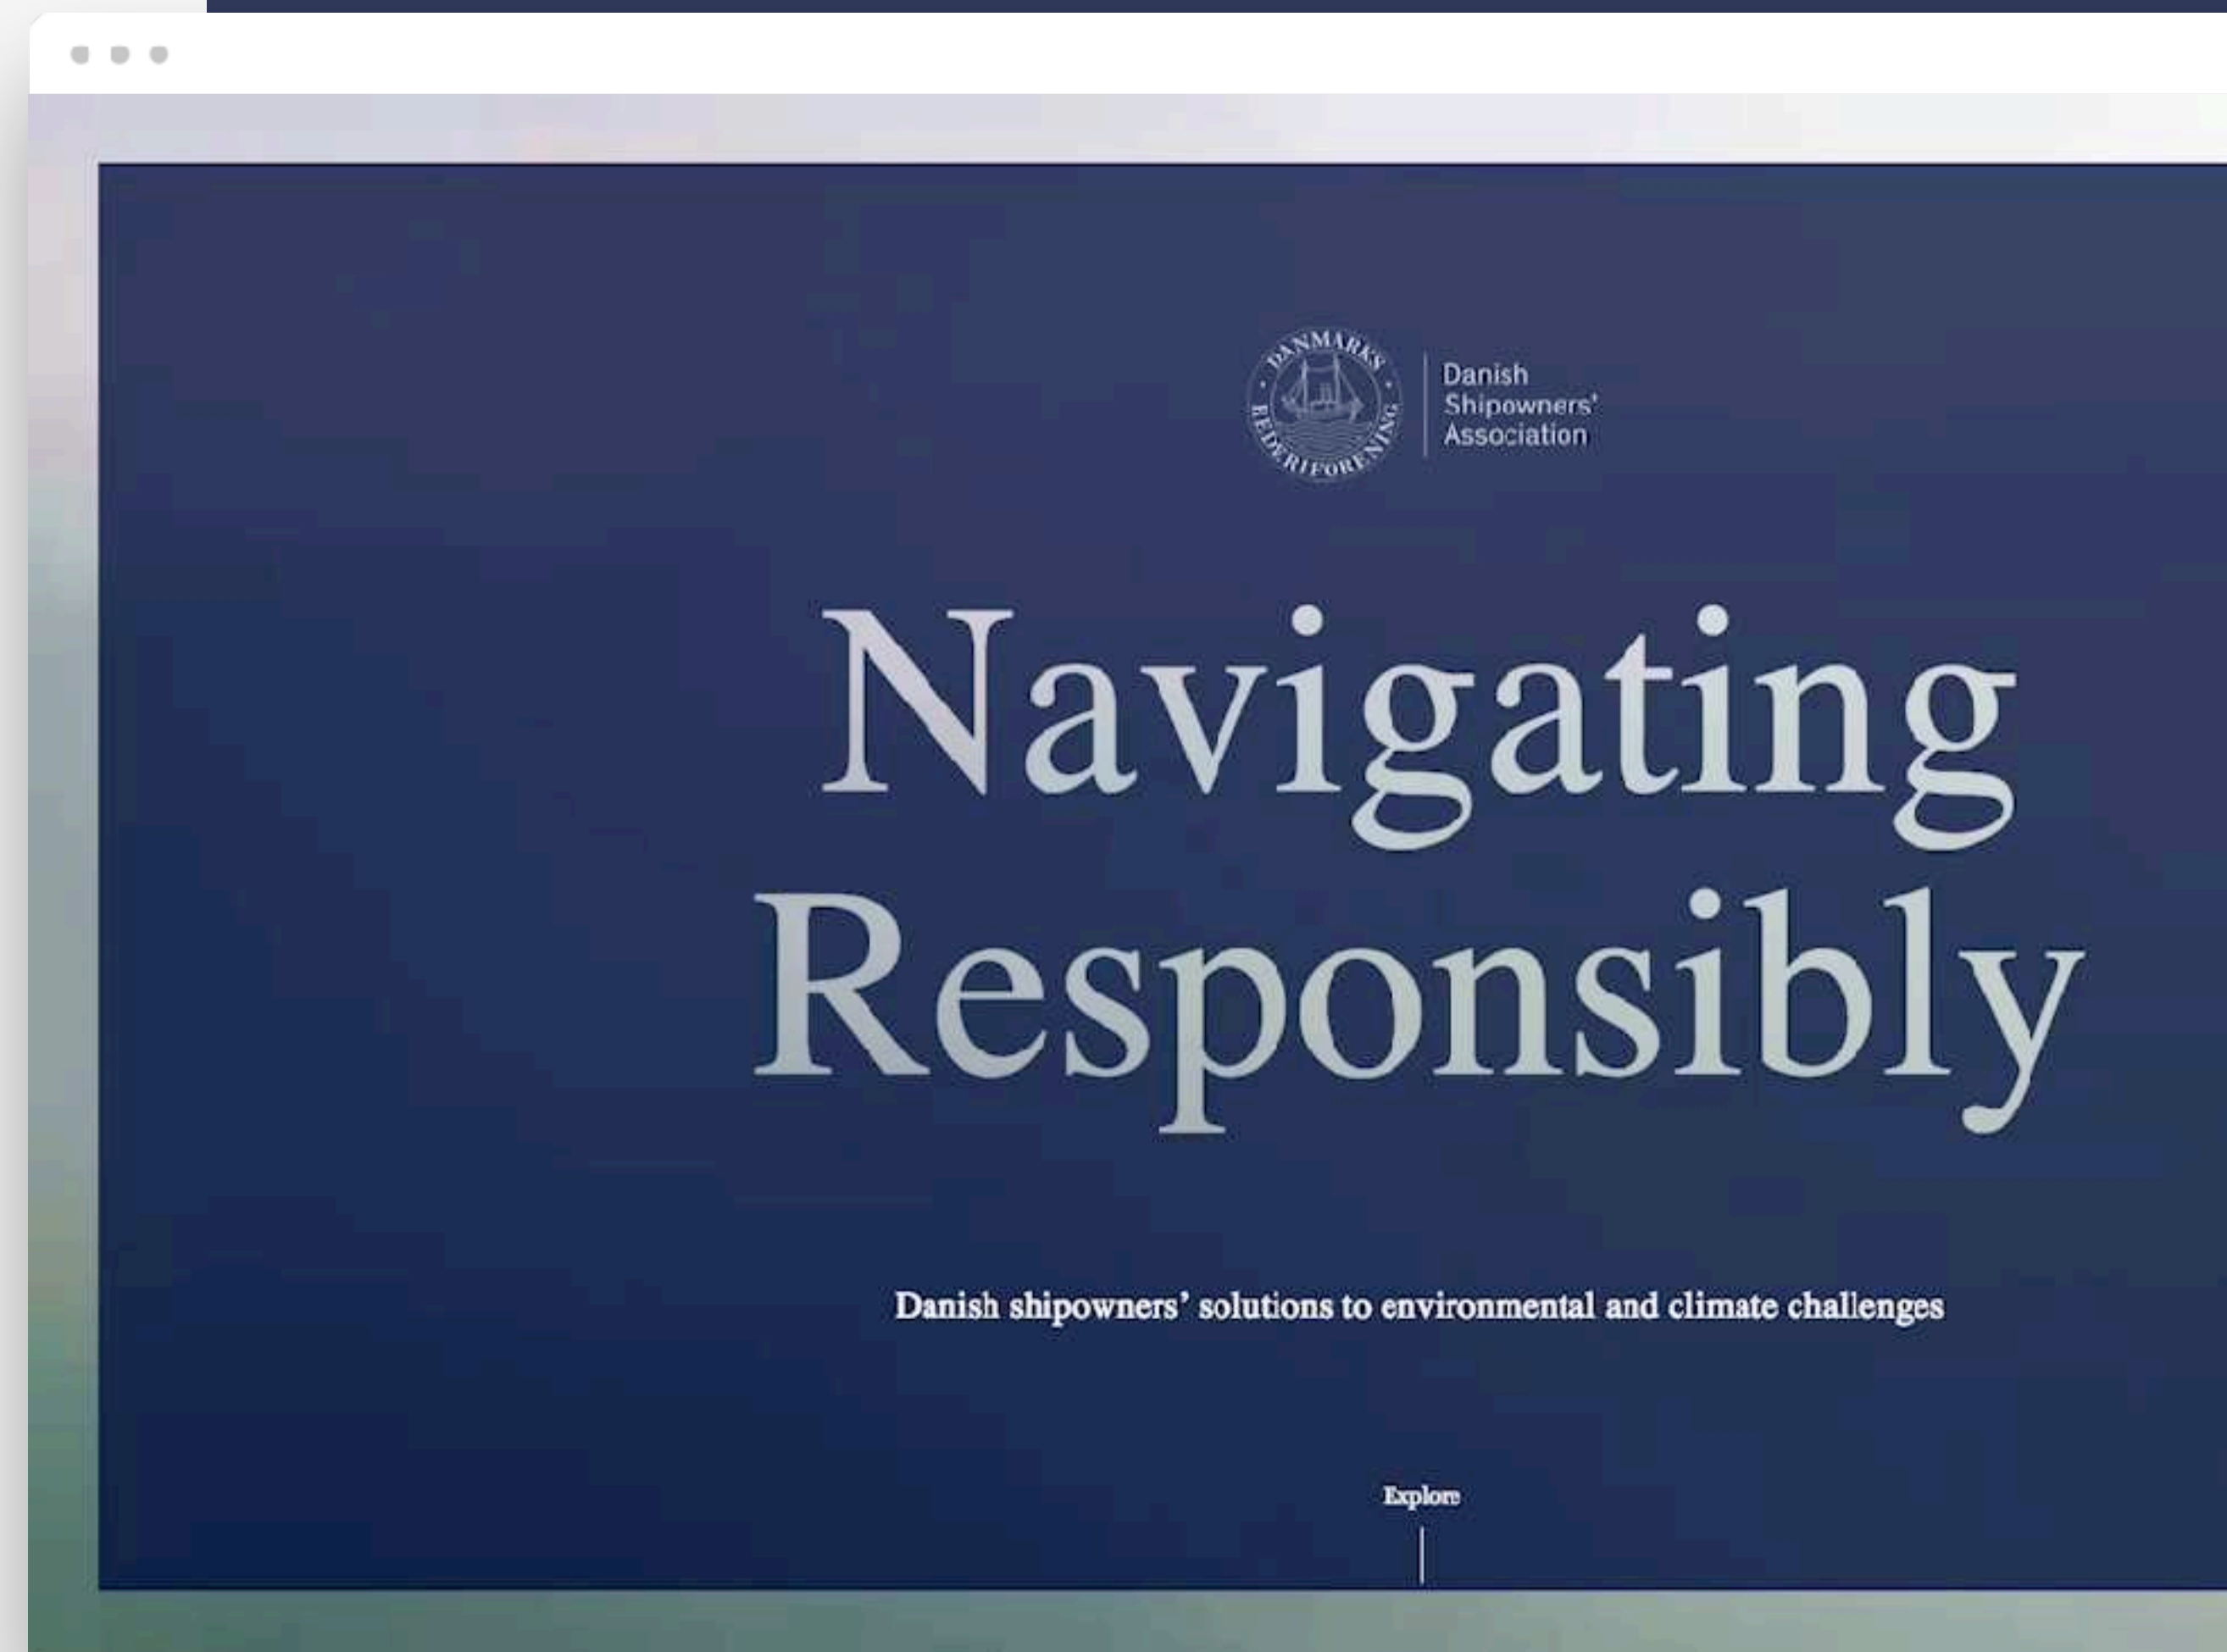 DANMARKS
REDERIFORENING
Danish
Shipowners'
Association
Navigating
Responsibly
Danish shipowners’ solutions to environmental and climate challenges
Explore